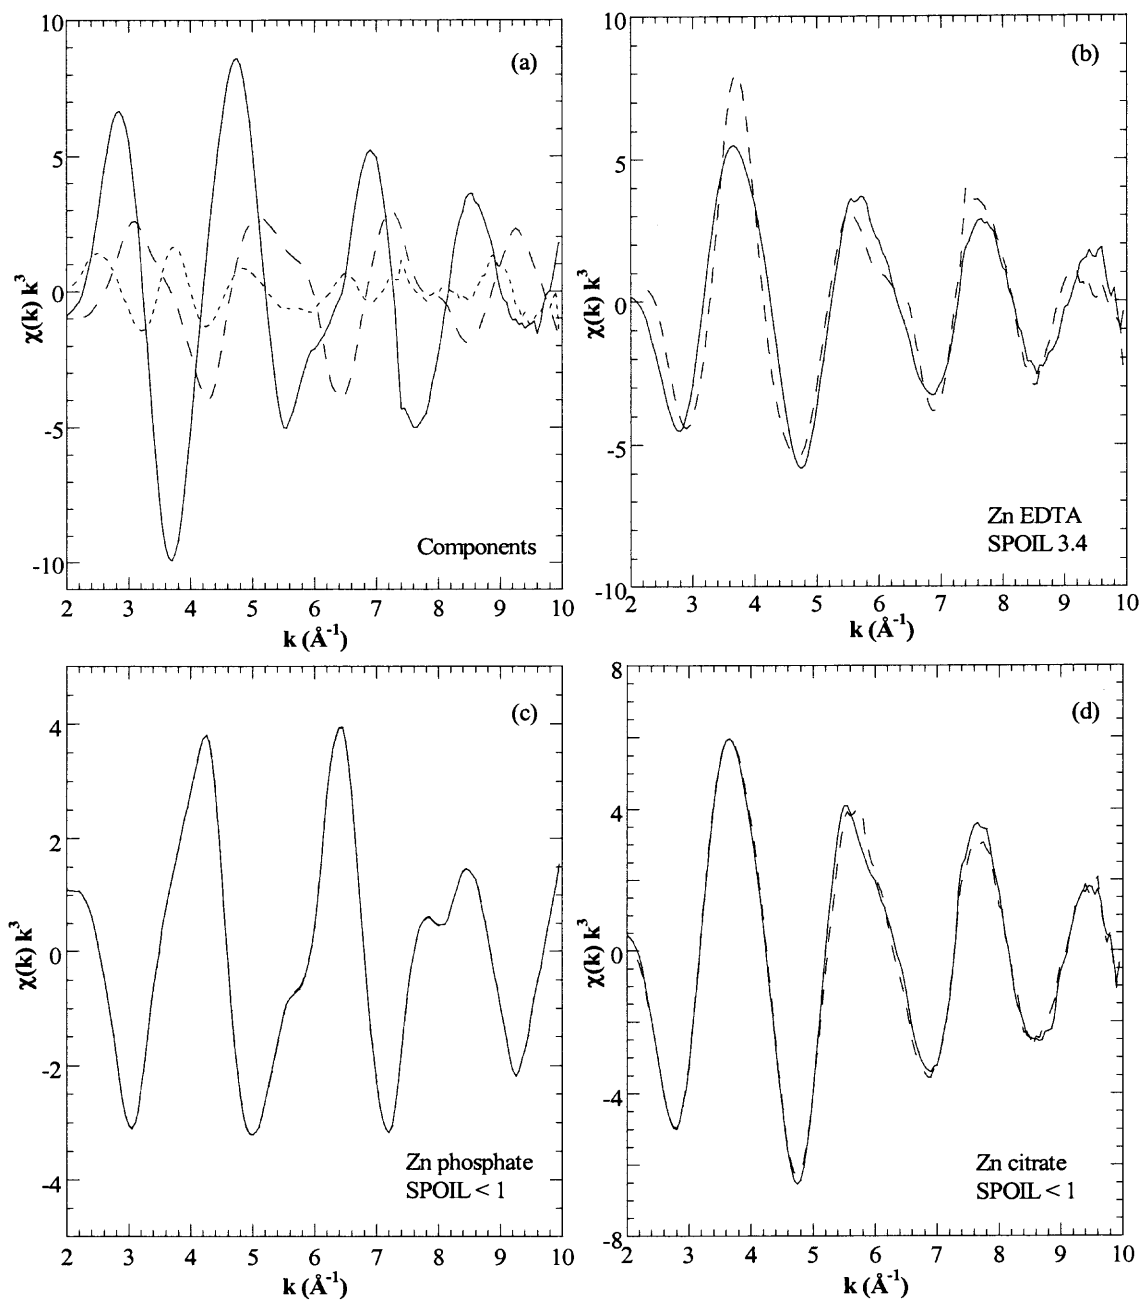 (a)
10
5
0
-5
-10
χ(k) k³
Components
2 3 4 5 6 7 8 9 10
k (Å⁻¹)
(b)
10
5
0
-5
-10
χ(k) k³
Zn EDTA
SPOIL 3.4
2 3 4 5 6 7 8 9 10
k (Å⁻¹)
(c)
4
2
0
-2
-4
χ(k) k³
Zn phosphate
SPOIL < 1
2 3 4 5 6 7 8 9 10
k (Å⁻¹)
(d)
8
4
0
-4
-8
χ(k) k³
Zn citrate
SPOIL < 1
2 3 4 5 6 7 8 9 10
k (Å⁻¹)